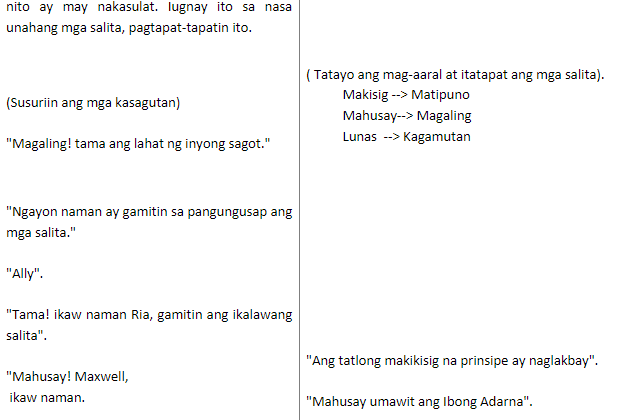 nito ay may nakasulat. Iugnay ito sa nasa
unahang mga salita, pagtapat-tapatin ito.
(Susuriin ang mga kasagutan)
"Magaling! tama ang lahat ng inyong sagot."
"Ngayon naman ay gamitin sa pangungusap ang
mga salita."
"Ally".
"Tama! ikaw naman Ria, gamitin ang ikalawang
salita".
"Mahusay! Maxwell,
ikaw naman.
( Tatayo ang mag-aaral at itatapat ang mga salita).
Makisig --> Matipuno
Mahusay--> Magaling
Lunas --> Kagamutan
"Ang tatlong makikisig na prinsipe ay naglakbay".
"Mahusay umawit ang Ibong Adarna".